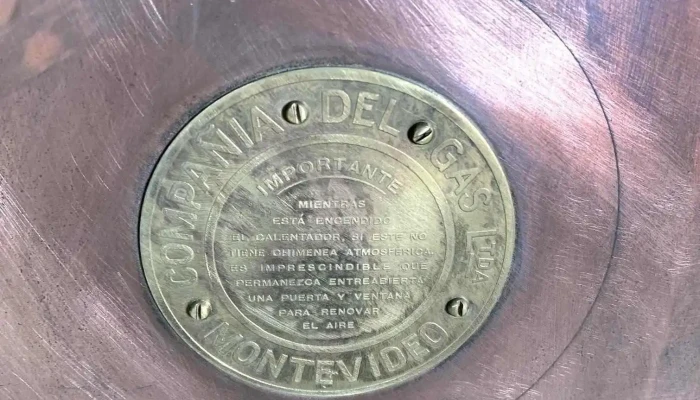 COMPAÑIA DEL GAS LTDA
IMPORTANTE
MIENTRAS
ESTÁ ENCENDIDO
EL CALENTADOR, SI ESTE NO
TIENE CHIMENEA ATMOSFÉRICA
ES IMPRESCINDIBLE QUE
PERMANEZCA ENTREABIERTA
UNA PUERTA Y VENTANA
PARA RENOVAR
EL AIRE
MONTEVIDEO